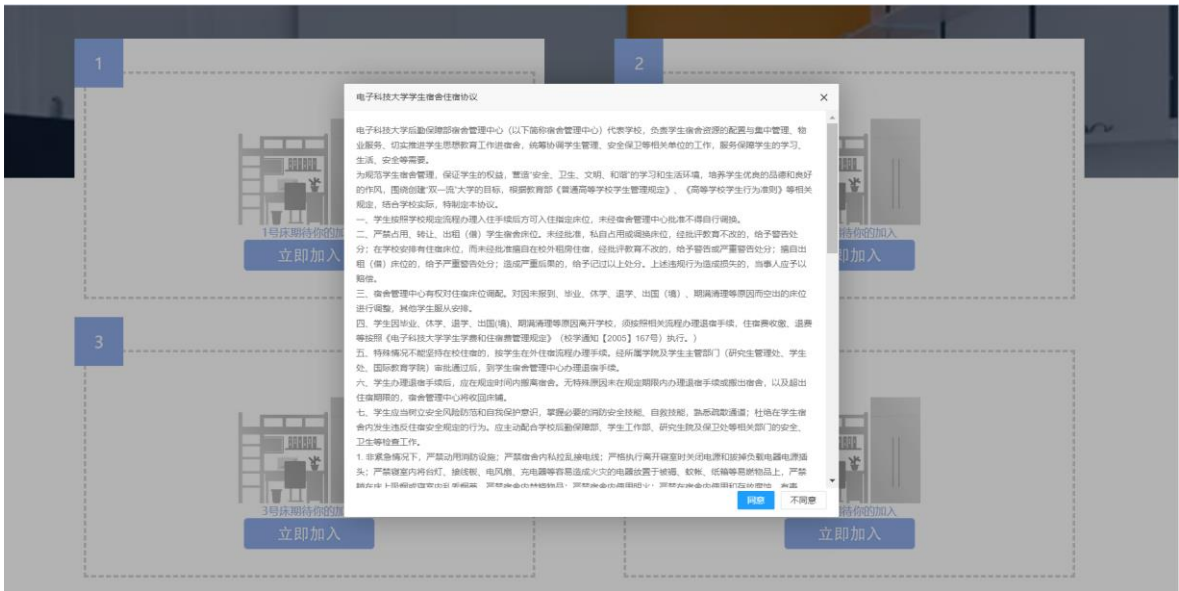 1
2
电子科技大学学生宿舍住宿协议
×
电子科技大学后勤保障部宿舍管理中心（以下简称宿舍管理中心）代表学校，负责学生宿舍资源的配置与集中管理、物
业服务、切实推进学生思想教育工作进宿舍，统筹协调学生管理、安全保卫等相关单位的工作，服务保障学生的学习、
生活、安全等需要。
为规范学生宿舍管理，保证学生的权益，营造“安全、卫生、文明、和谐”的学习和生活环境，培养学生优良的品德和良好
的作风，围绕创建“双一流”大学的目标，根据教育部《普通高等学校学生管理规定》、《高等学校学生行为准则》等相关
规定，结合学校实际，特制定本协议。
一、学生按照学校规定流程办理入住手续后方可入住指定床位，未经宿舍管理中心批准不得自行调换。
二、严禁占用、转让、出租（借）学生宿舍床位。未经批准，私自占用或调换床位，经批评教育不改的，给予警告处
分；在学校安排有住宿床位，而未经批准擅自在校外租房住宿，经批评教育不改的，给予警告或严重警告处分；擅自出
租（借）床位的，给予严重警告处分；造成严重后果的，给予记过以上处分。上述违规行为造成损失的，当事人应予以
赔偿。
三、宿舍管理中心有权对住宿床位调配。对因未报到、毕业、休学、退学、出国（境）、期满清理等原因而空出的床位
进行调整，其他学生服从安排。
四、学生因毕业、休学、退学、出国(境)、期满清理等原因离开学校，须按照相关流程办理退宿手续，住宿费收缴、退费
等按照《电子科技大学学生学费和住宿费管理规定》（校学通知【2005】167号）执行。）
五、特殊情况不能坚持在校住宿的，按学生在外住宿流程办理手续。经所属学院及学生主管部门（研究生管理处、学生
处、国际教育学院）审批通过后，到学生宿舍管理中心办理退宿手续。
六、学生办理退宿手续后，应在规定时间内搬离宿舍。无特殊原因未在规定期限内办理退宿手续或搬出宿舍，以及超出
住宿期限的，宿舍管理中心将收回床铺。
七、学生应当树立安全风险防范和自我保护意识，掌握必要的消防安全技能、自救技能，熟悉疏散通道；杜绝在学生宿
舍内发生违反住宿安全规定的行为。应主动配合学校后勤保障部、学生工作部、研究生院及保卫处等相关部门的安全、
卫生等检查工作。
1. 非紧急情况下，严禁动用消防设施；严禁宿舍内私拉乱接电线；严格执行离开寝室时关闭电源和拔掉负载电器电源插
头；严禁寝室内将台灯、接线板、电风扇、充电器等容易造成火灾的电器放置于被褥、蚊帐、纸箱等易燃物品上，严禁
同意
不同意
1号床期待你的加
立即加入
待你的加入
即加入
3
3号床期待你的加
立即加入
待你的加入
立即加入